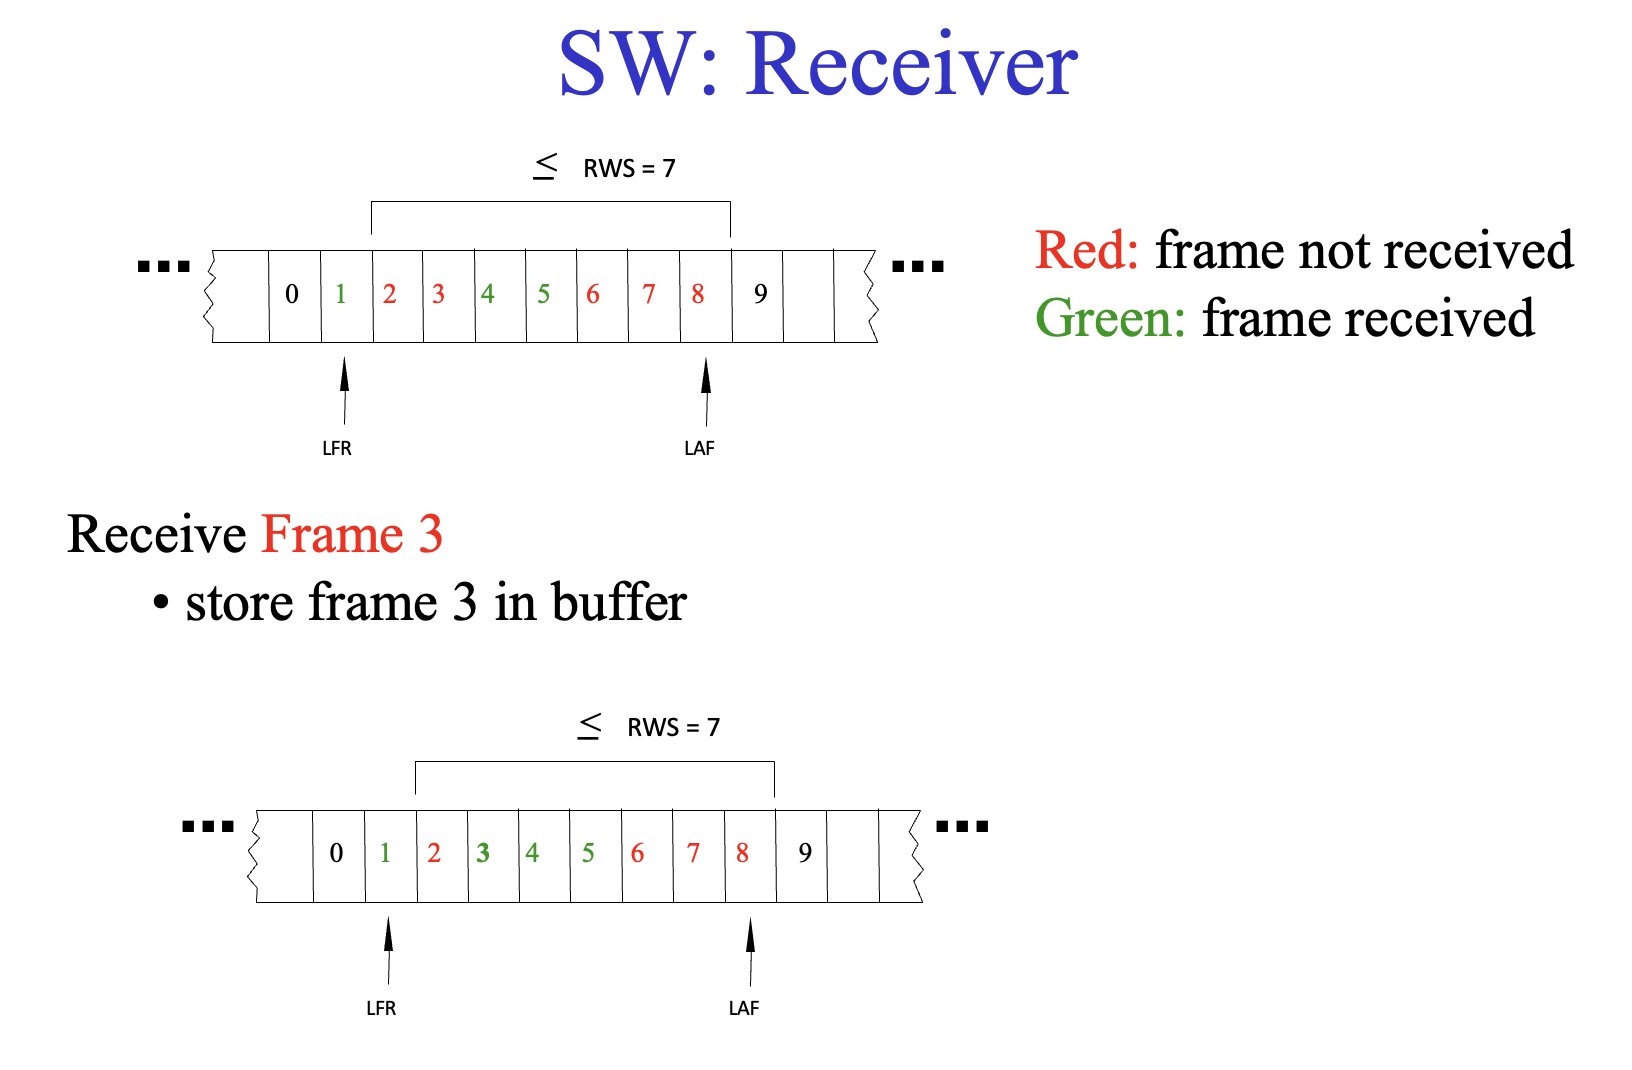 SW: Receiver
≤ RWS = 7
... 0 1 2 3 4 5 6 7 8 9 ...
LFR LAF
Red: frame not received
Green: frame received
Receive Frame 3
• store frame 3 in buffer
≤ RWS = 7
... 0 1 2 3 4 5 6 7 8 9 ...
LFR LAF